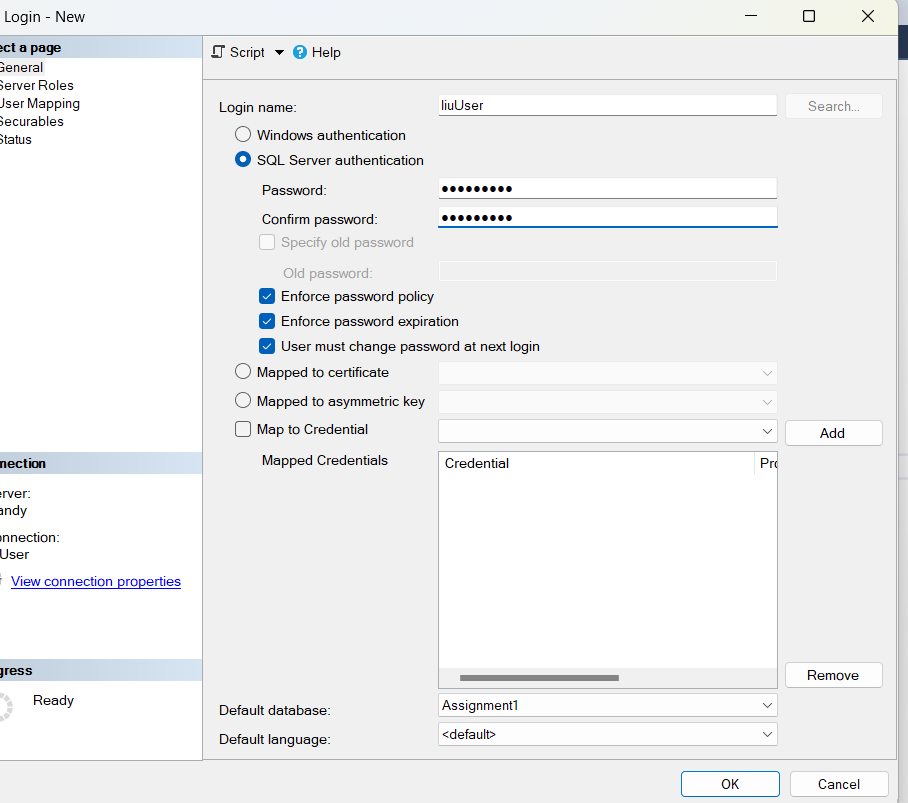 Login - New
ect a page
General
Server Roles
User Mapping
Securables
Status
Script
Help
Login name:
liuUser
Search...
Windows authentication
SQL Server authentication
Password:
●●●●●●●●●
Confirm password:
●●●●●●●●●
Specify old password
Old password:
Enforce password policy
Enforce password expiration
User must change password at next login
Mapped to certificate
Mapped to asymmetric key
Map to Credential
Add
Mapped Credentials
Credential
Pro
nection
erver:
andy
onnection:
User
View connection properties
gress
Ready
Remove
Default database:
Assignment1
Default language:
<default>
OK
Cancel